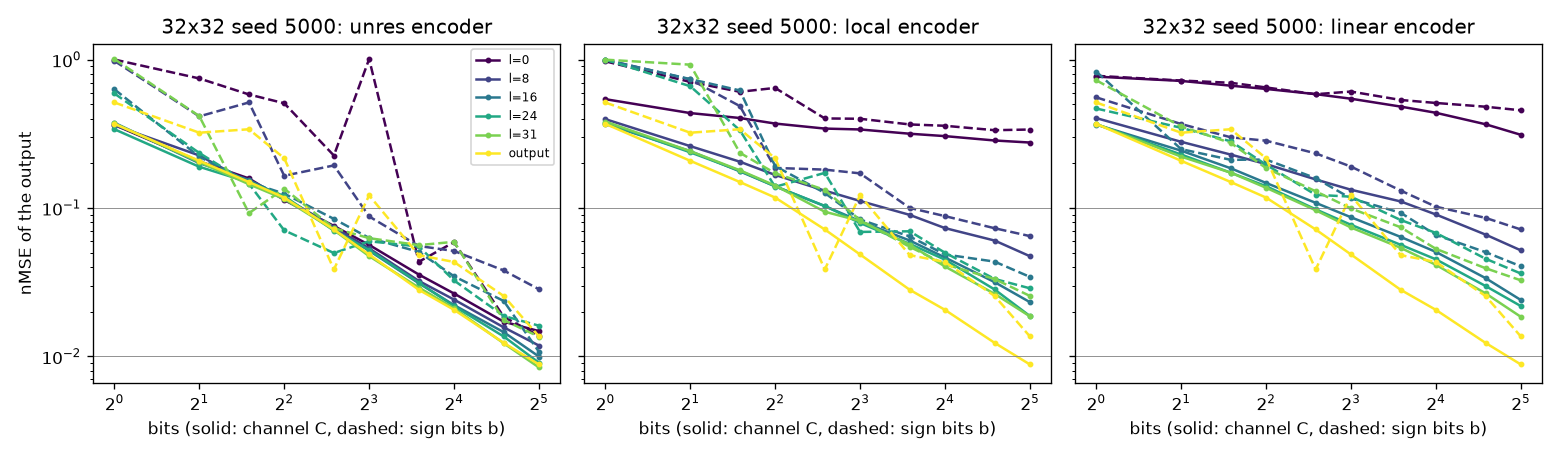 32x32 seed 5000: unres encoder
32x32 seed 5000: local encoder
32x32 seed 5000: linear encoder
nMSE of the output
10⁰
10⁻¹
10⁻²
l=0
l=8
l=16
l=24
l=31
output
2⁰ 2¹ 2² 2³ 2⁴ 2⁵
2⁰ 2¹ 2² 2³ 2⁴ 2⁵
2⁰ 2¹ 2² 2³ 2⁴ 2⁵
bits (solid: channel C, dashed: sign bits b)
bits (solid: channel C, dashed: sign bits b)
bits (solid: channel C, dashed: sign bits b)